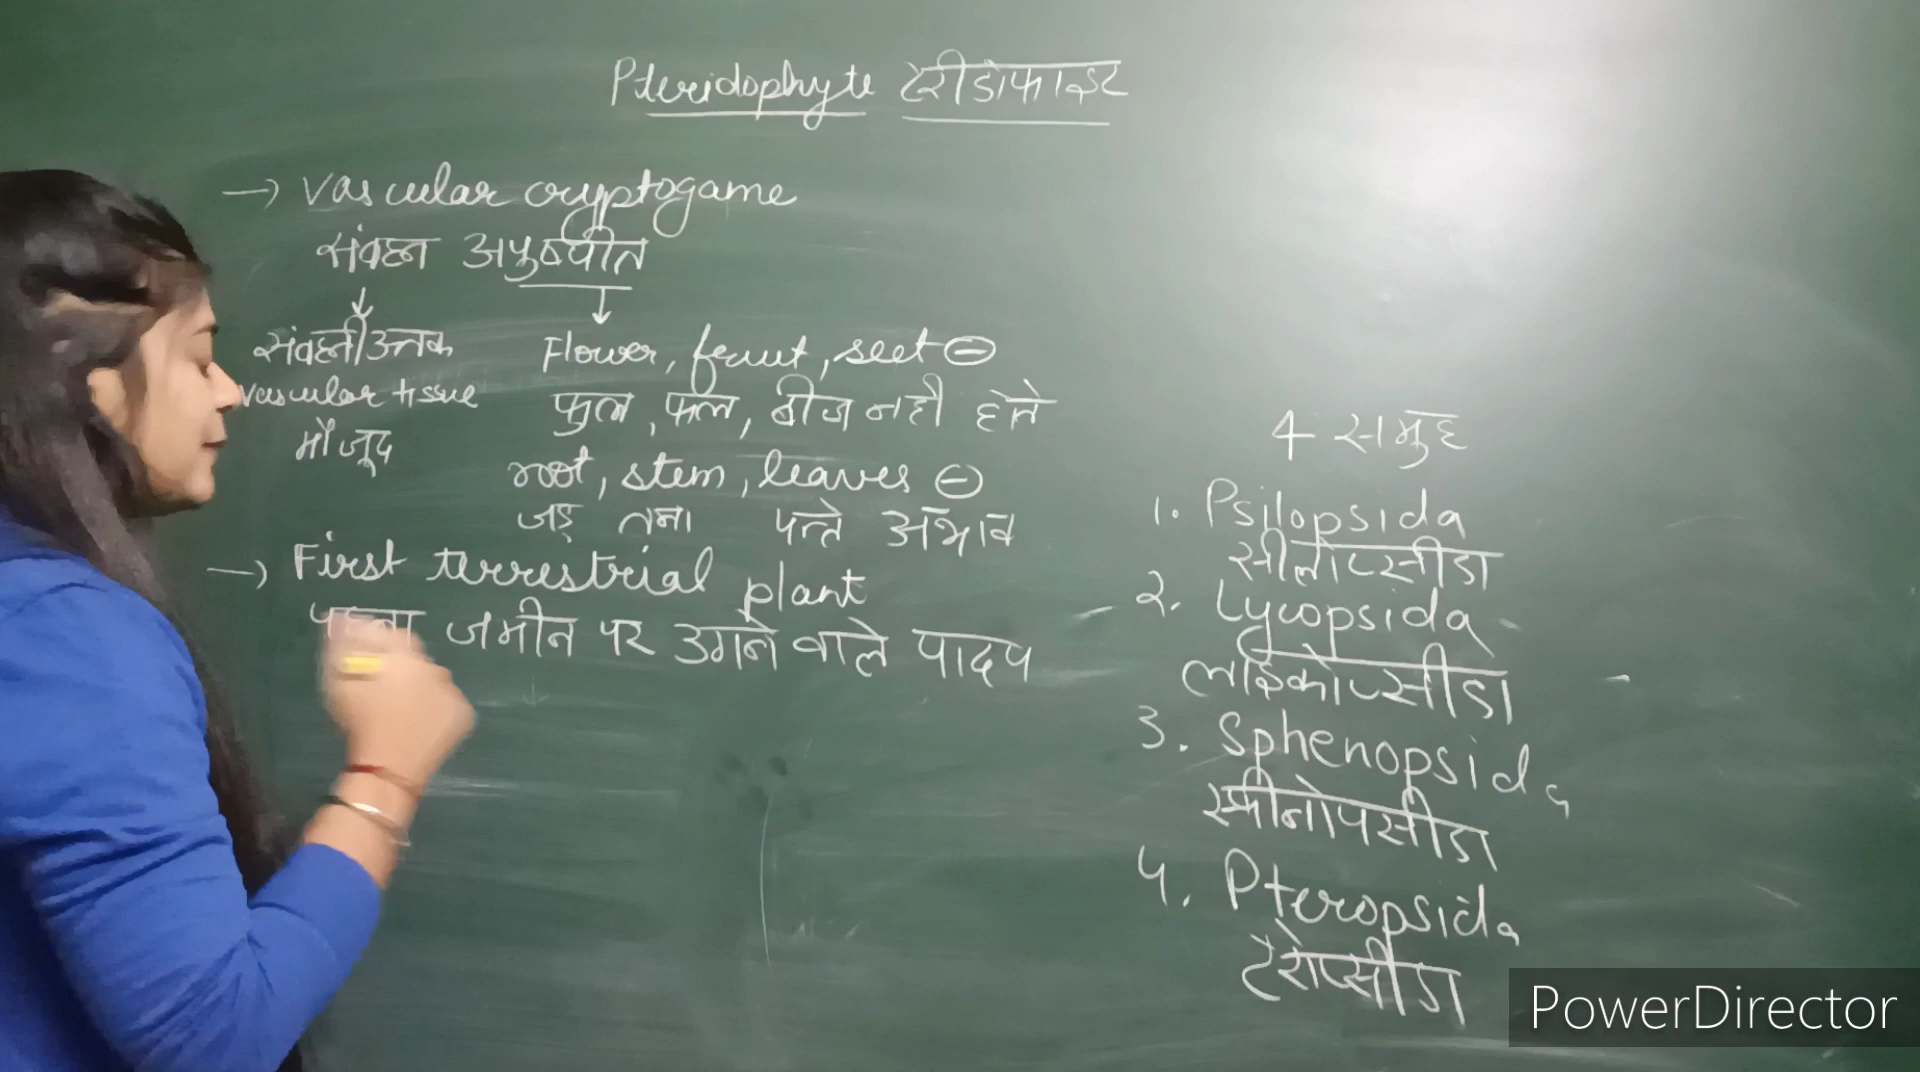 Pteridophyte टेरीडोफाइट
→ Vascular cryptogame
संवहन अपुष्पीत
संवहनी ऊतक
vascular tissue
मौजूद
Flower, fruit, seet ⊖
फुल, फल, बीज नही होते
root, stem, leaves ⊖
जड़ तना पत्ते अभाव
→ First terrestrial plant
पहला जमीन पर उगने वाले पादप
4 समुह
1. Psilopsida
सीलोप्सीडा
2. Lycopsida
लाइकोप्सीडा
3. Sphenopsida
स्फीनोपसीडा
4. Pteropsida
टेरोप्सीडा
PowerDirector